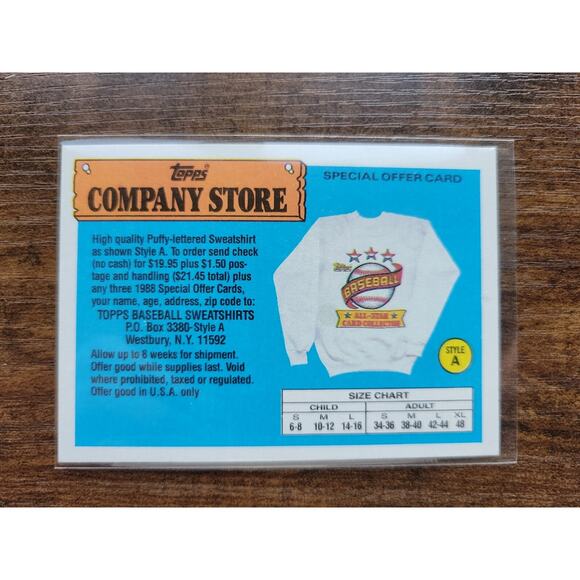 Topps®
COMPANY STORE
SPECIAL OFFER CARD
High quality Puffy-lettered Sweatshirt
as shown Style A. To order send check
(no cash) for $19.95 plus $1.50 pos-
tage and handling ($21.45 total) plus
any three 1988 Special Offer Cards,
your name, age, address, zip code to:
TOPPS BASEBALL SWEATSHIRTS
P.O. Box 3380-Style A
Westbury, N.Y. 11592
Allow up to 8 weeks for shipment.
Offer good while supplies last. Void
where prohibited, taxed or regulated.
Offer good in U.S.A. only
Topps
BASEBALL
ALL-STAR
CARD COLLECTOR
STYLE
A
SIZE CHART
CHILD ADULT
S M L S M L XL
6-8 10-12 14-16 34-36 38-40 42-44 48